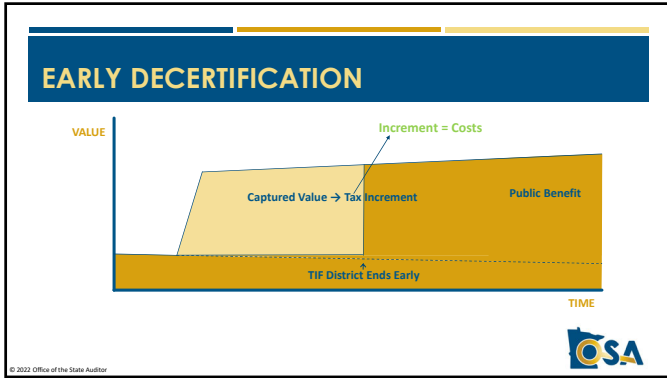 EARLY DECERTIFICATION
VALUE
Increment = Costs
Captured Value → Tax Increment
Public Benefit
TIF District Ends Early
TIME
OSA
© 2022 Office of the State Auditor